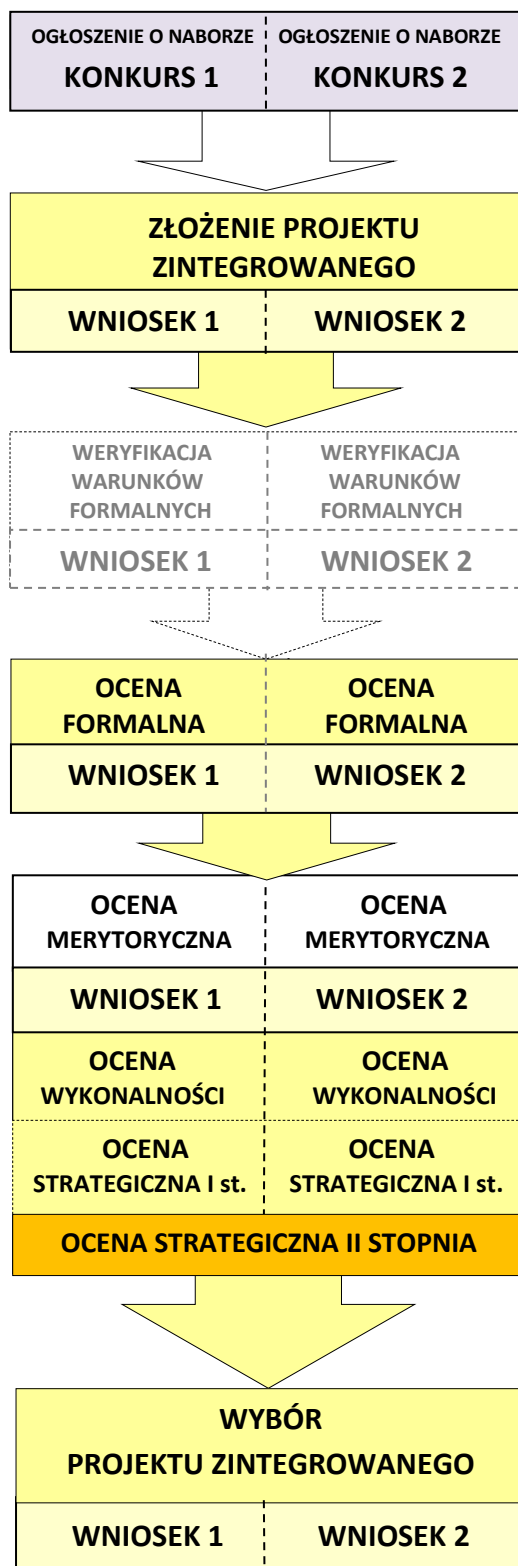 OGŁOSZENIE O NABORZE
KONKURS 1
OGŁOSZENIE O NABORZE
KONKURS 2
ZŁOŻENIE PROJEKTU
ZINTEGROWANEGO
WNIOSEK 1
WNIOSEK 2
WERYFIKACJA
WARUNKÓW
FORMALNYCH
WERYFIKACJA
WARUNKÓW
FORMALNYCH
WNIOSEK 1
WNIOSEK 2
OCENA
FORMALNA
OCENA
FORMALNA
WNIOSEK 1
WNIOSEK 2
OCENA
MERYTORYCZNA
OCENA
MERYTORYCZNA
WNIOSEK 1
WNIOSEK 2
OCENA
WYKONALNOŚCI
OCENA
WYKONALNOŚCI
OCENA
STRATEGICZNA I st.
OCENA
STRATEGICZNA I st.
OCENA STRATEGICZNA II STOPNIA
WYBÓR
PROJEKTU ZINTEGROWANEGO
WNIOSEK 1
WNIOSEK 2